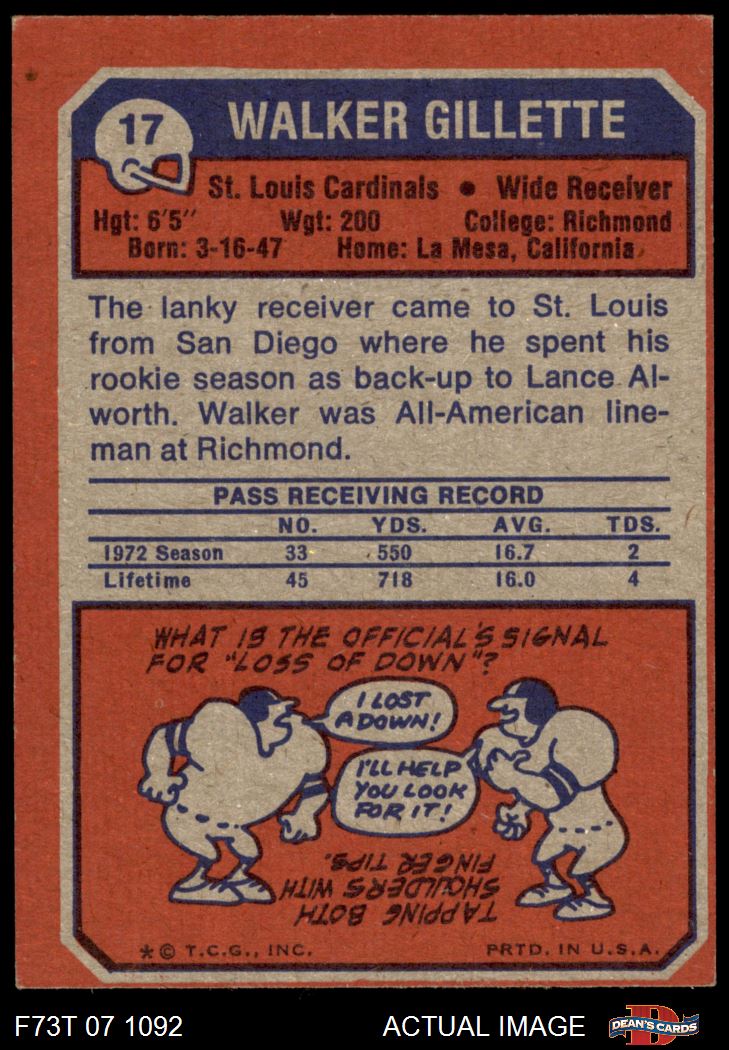 17
WALKER GILLETTE
St. Louis Cardinals • Wide Receiver
Hgt: 6'5" Wgt: 200 College: Richmond
Born: 3-16-47 Home: La Mesa, California
The lanky receiver came to St. Louis
from San Diego where he spent his
rookie season as back-up to Lance Al-
worth. Walker was All-American line-
man at Richmond.
PASS RECEIVING RECORD
NO. YDS. AVG. TDS.
1972 Season 33 550 16.7 2
Lifetime 45 718 16.0 4
WHAT IS THE OFFICIAL'S SIGNAL
FOR "LOSS OF DOWN"?
I LOST
A DOWN!
I'LL HELP
YOU LOOK
FOR IT!
TAPPING BOTH
SHOULDERS WITH
FINGER TIPS.
* © T.C.G., INC. PRTD. IN U.S.A.
F73T 07 1092 ACTUAL IMAGE
D
DEAN'S CARDS